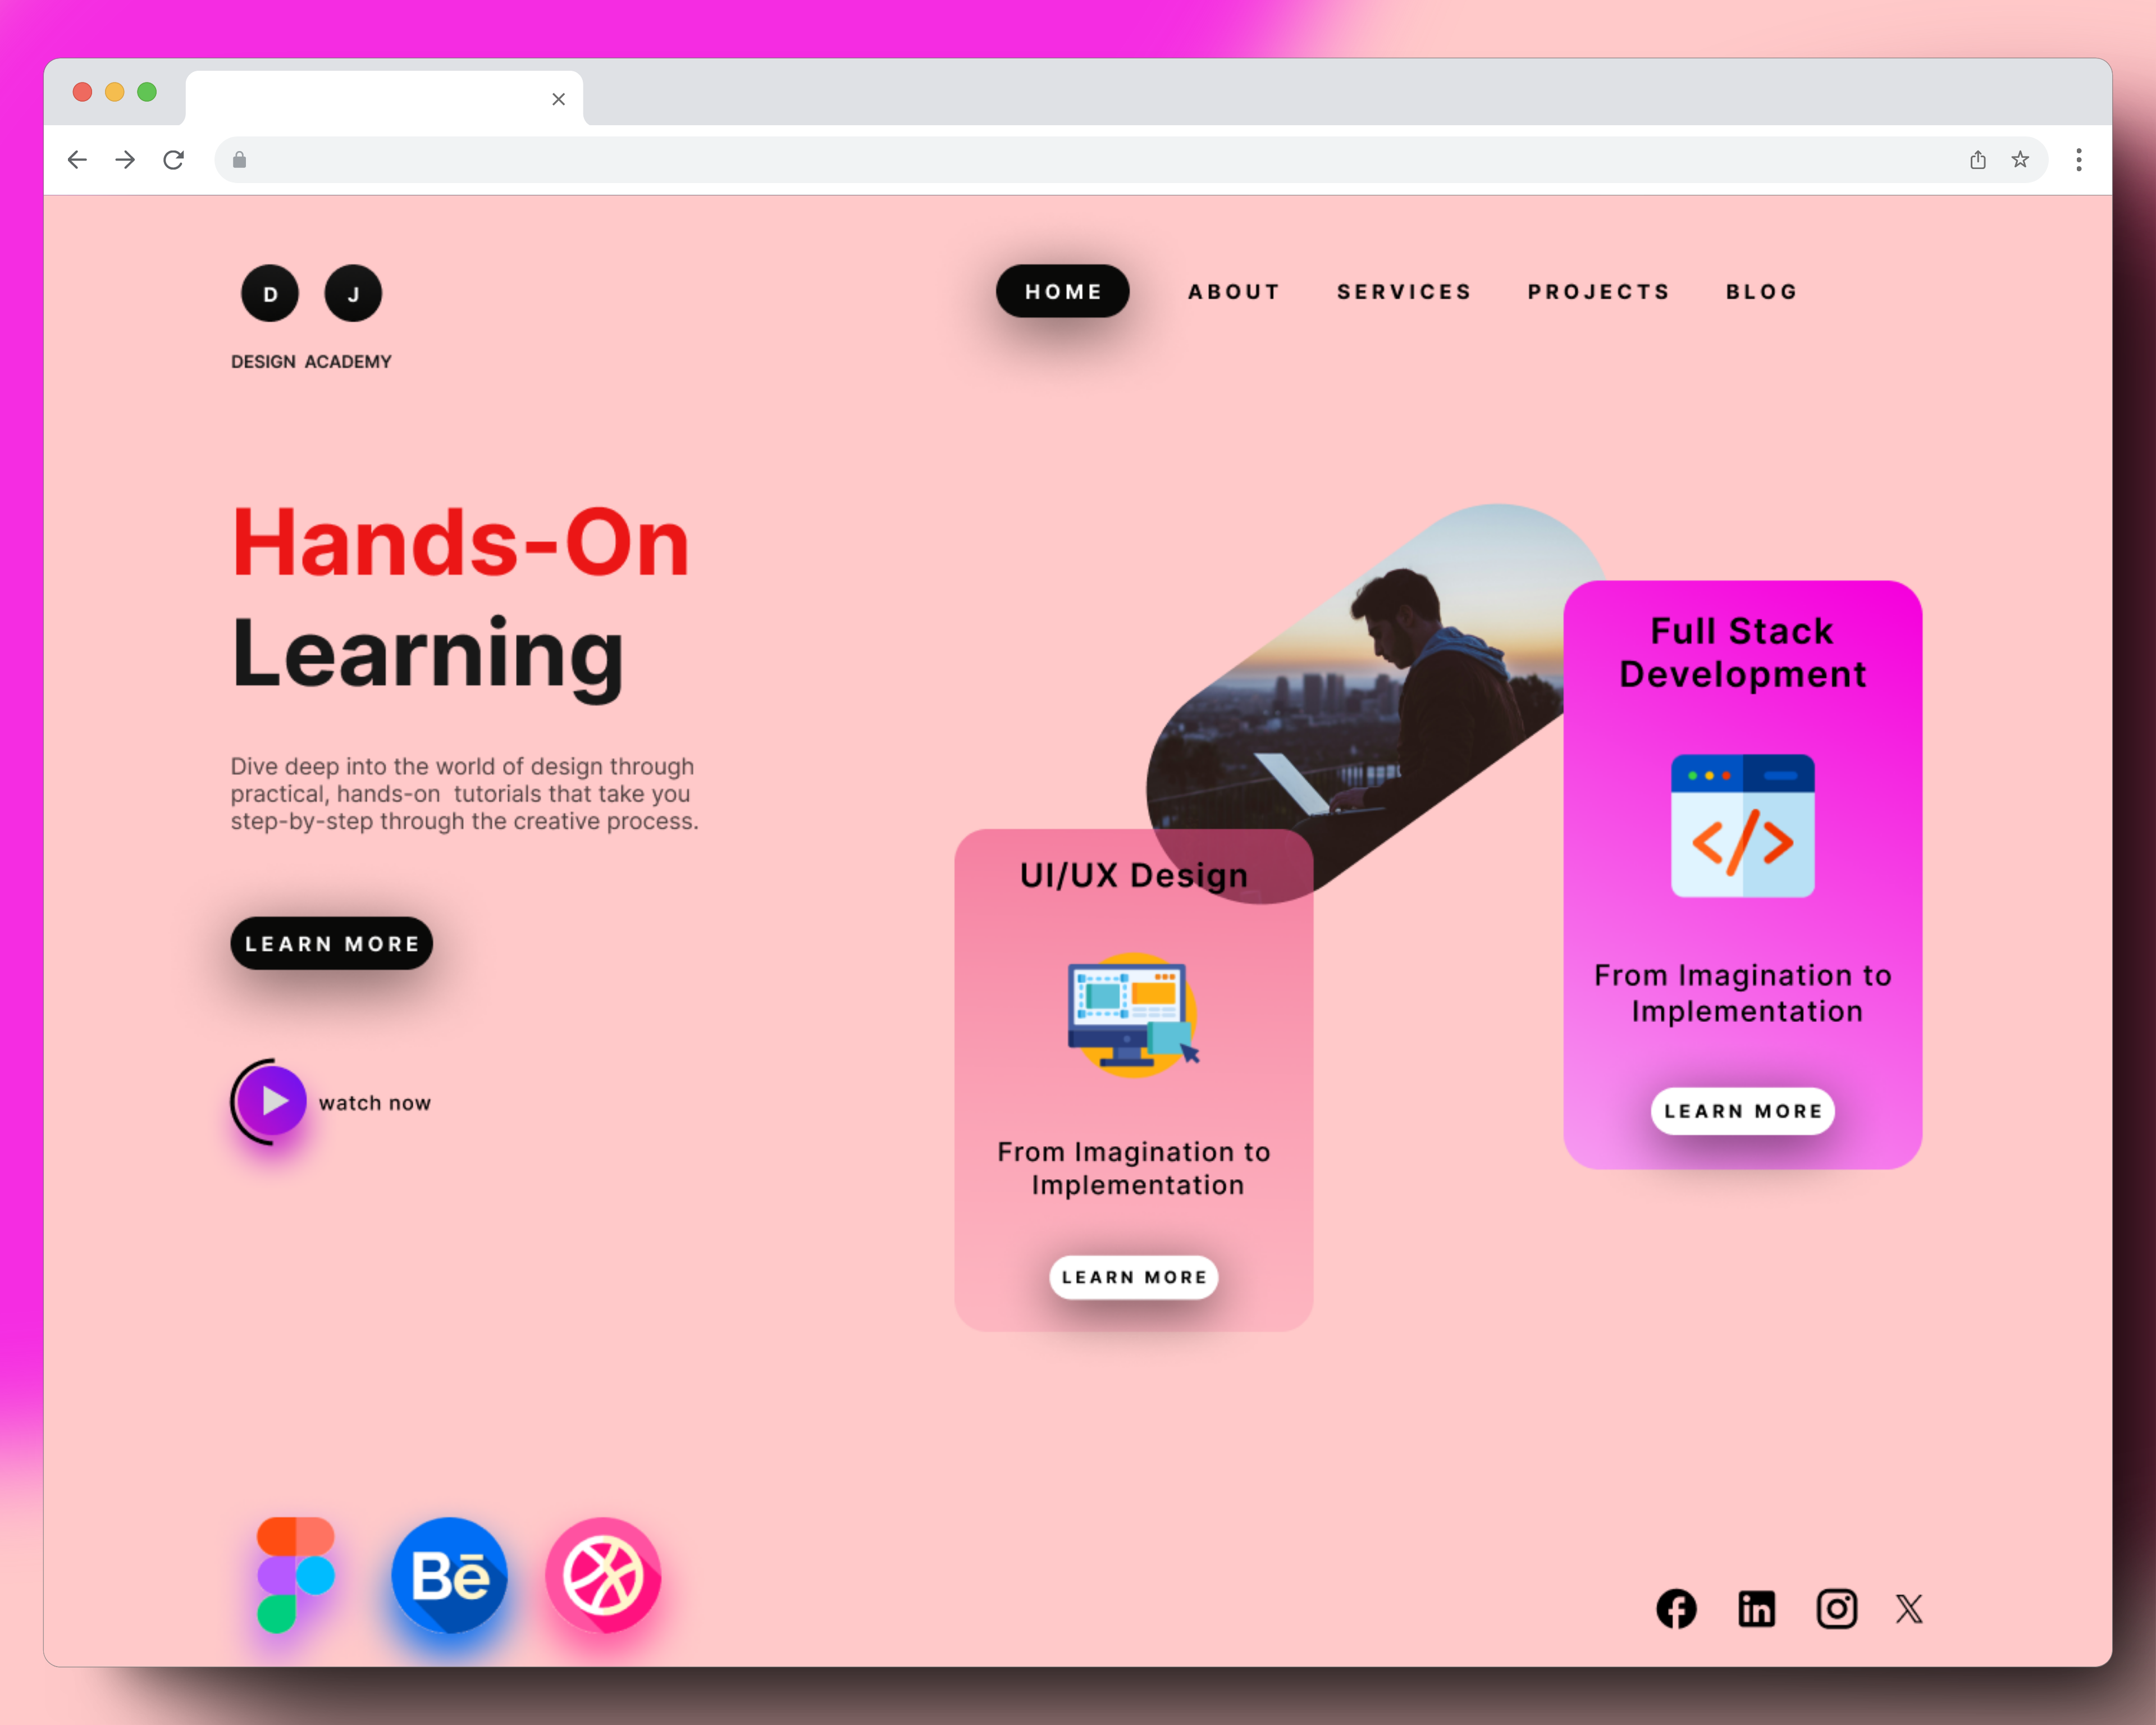 D J
DESIGN ACADEMY
HOME ABOUT SERVICES PROJECTS BLOG
Hands-On
Learning
Dive deep into the world of design through
practical, hands-on tutorials that take you
step-by-step through the creative process.
LEARN MORE
watch now
UI/UX Design
From Imagination to
Implementation
LEARN MORE
Full Stack
Development
</>
From Imagination to
Implementation
LEARN MORE
Bē
in